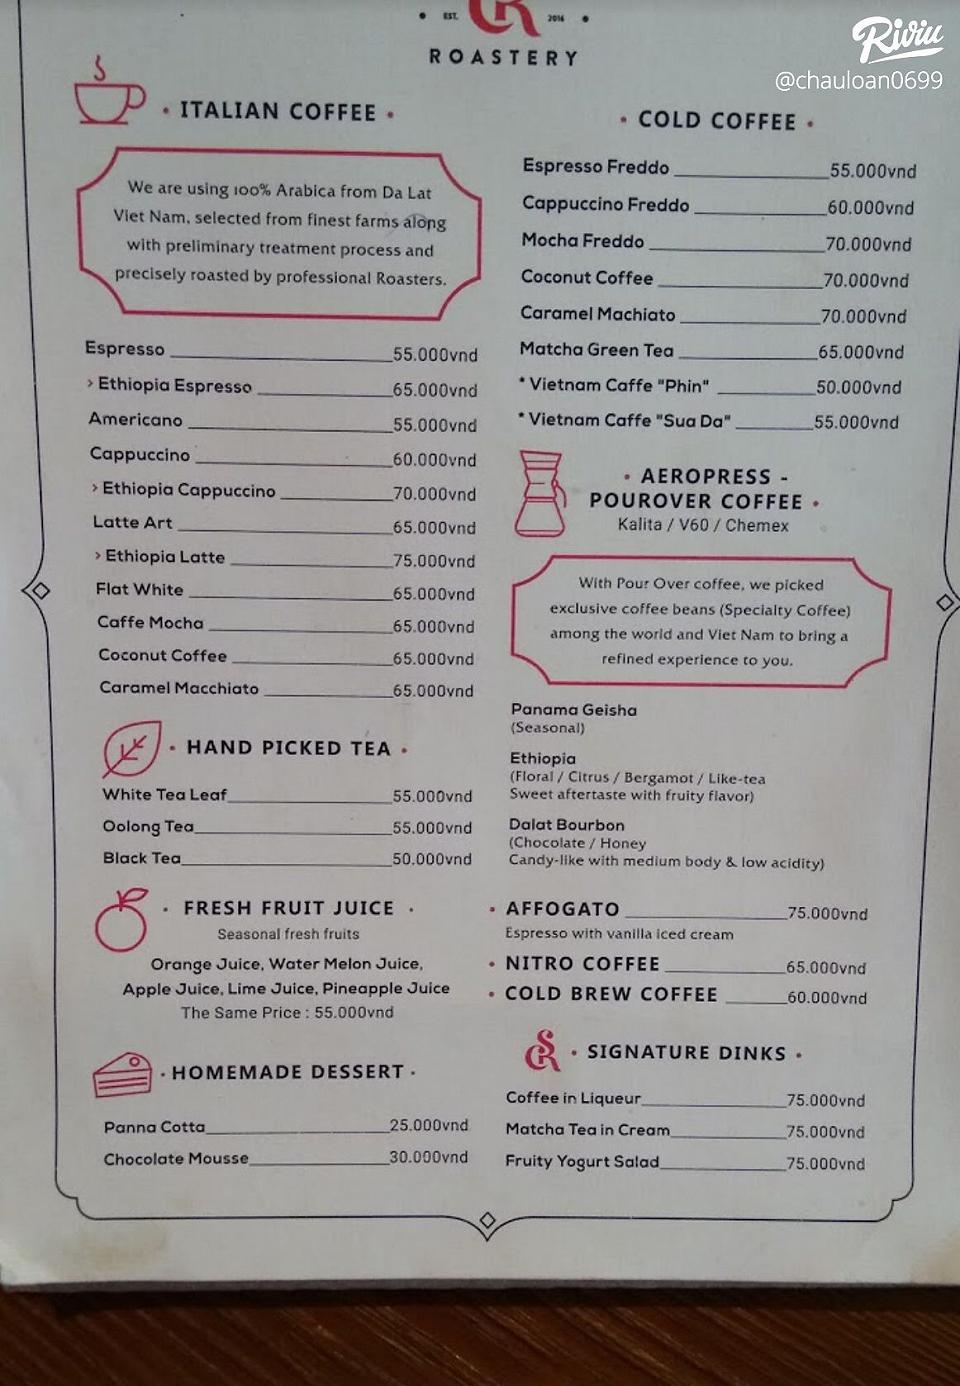 EST. CR 2016
ROASTERY
Riviu
@chauloan0699
· ITALIAN COFFEE ·
We are using 100% Arabica from Da Lat
Viet Nam, selected from finest farms along
with preliminary treatment process and
precisely roasted by professional Roasters.
Espresso 55.000vnd
› Ethiopia Espresso 65.000vnd
Americano 55.000vnd
Cappuccino 60.000vnd
› Ethiopia Cappuccino 70.000vnd
Latte Art 65.000vnd
› Ethiopia Latte 75.000vnd
Flat White 65.000vnd
Caffe Mocha 65.000vnd
Coconut Coffee 65.000vnd
Caramel Macchiato 65.000vnd
· HAND PICKED TEA ·
White Tea Leaf 55.000vnd
Oolong Tea 55.000vnd
Black Tea 50.000vnd
· FRESH FRUIT JUICE ·
Seasonal fresh fruits
Orange Juice, Water Melon Juice,
Apple Juice, Lime Juice, Pineapple Juice
The Same Price : 55.000vnd
· HOMEMADE DESSERT ·
Panna Cotta 25.000vnd
Chocolate Mousse 30.000vnd
· COLD COFFEE ·
Espresso Freddo 55.000vnd
Cappuccino Freddo 60.000vnd
Mocha Freddo 70.000vnd
Coconut Coffee 70.000vnd
Caramel Machiato 70.000vnd
Matcha Green Tea 65.000vnd
* Vietnam Caffe "Phin" 50.000vnd
* Vietnam Caffe "Sua Da" 55.000vnd
· AEROPRESS -
POUROVER COFFEE ·
Kalita / V60 / Chemex
With Pour Over coffee, we picked
exclusive coffee beans (Specialty Coffee)
among the world and Viet Nam to bring a
refined experience to you.
Panama Geisha
(Seasonal)
Ethiopia
(Floral / Citrus / Bergamot / Like-tea
Sweet aftertaste with fruity flavor)
Dalat Bourbon
(Chocolate / Honey
Candy-like with medium body & low acidity)
· AFFOGATO 75.000vnd
Espresso with vanilla iced cream
· NITRO COFFEE 65.000vnd
· COLD BREW COFFEE 60.000vnd
· SIGNATURE DINKS ·
Coffee in Liqueur 75.000vnd
Matcha Tea in Cream 75.000vnd
Fruity Yogurt Salad 75.000vnd